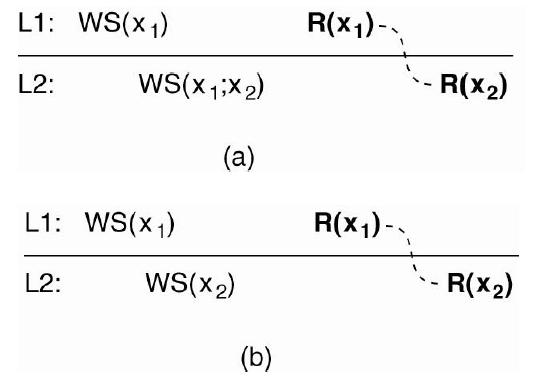 L1: WS(x₁) R(x₁)
L2: WS(x₁;x₂) R(x₂)
(a)
L1: WS(x₁) R(x₁)
L2: WS(x₂) R(x₂)
(b)